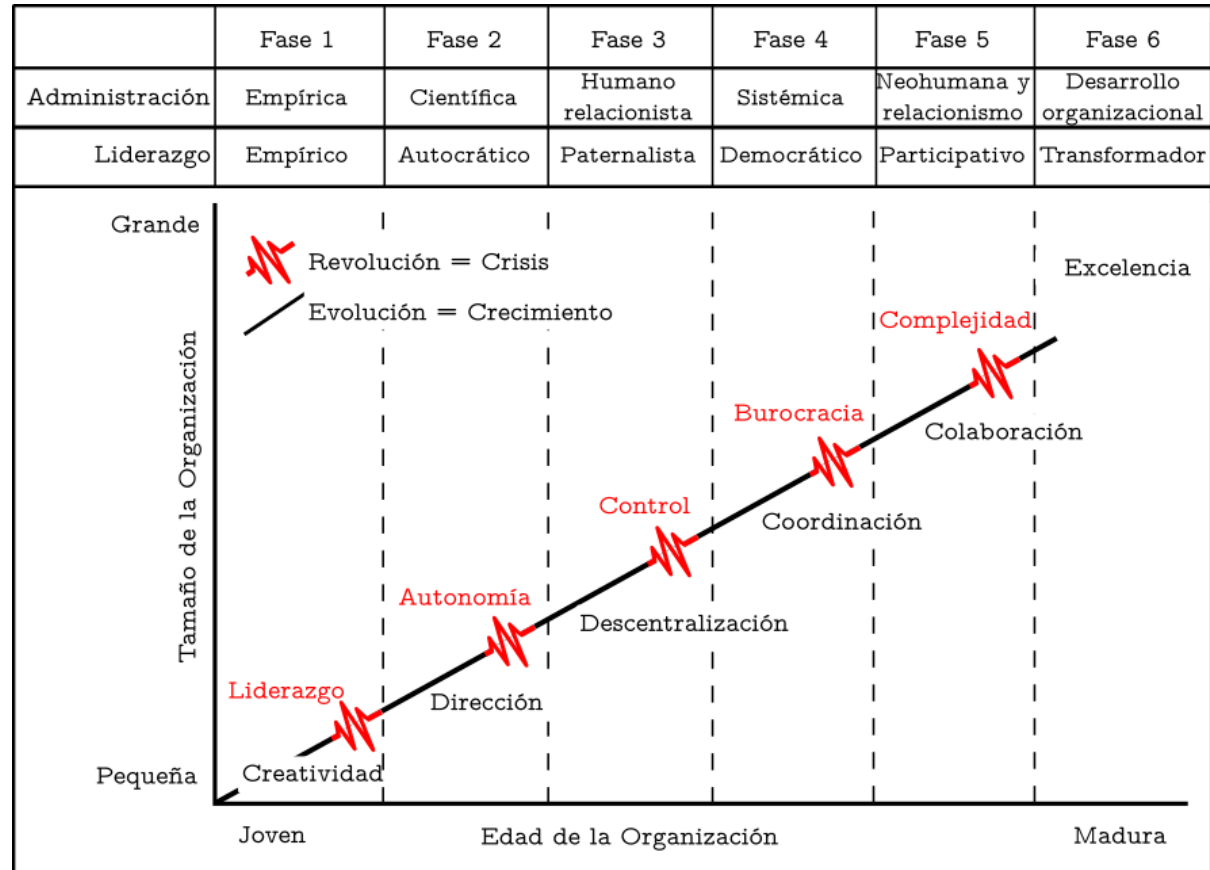 Fase 1 Fase 2 Fase 3 Fase 4 Fase 5 Fase 6
Administración Empírica Científica Humano relacionista Sistémica Neohumana y relacionismo Desarrollo organizacional
Liderazgo Empírico Autocrático Paternalista Democrático Participativo Transformador
Grande
Revolución = Crisis
Evolución = Crecimiento
Excelencia
Complejidad
Colaboración
Burocracia
Coordinación
Control
Descentralización
Autonomía
Dirección
Liderazgo
Creatividad
Tamaño de la Organización
Pequeña
Joven Edad de la Organización Madura